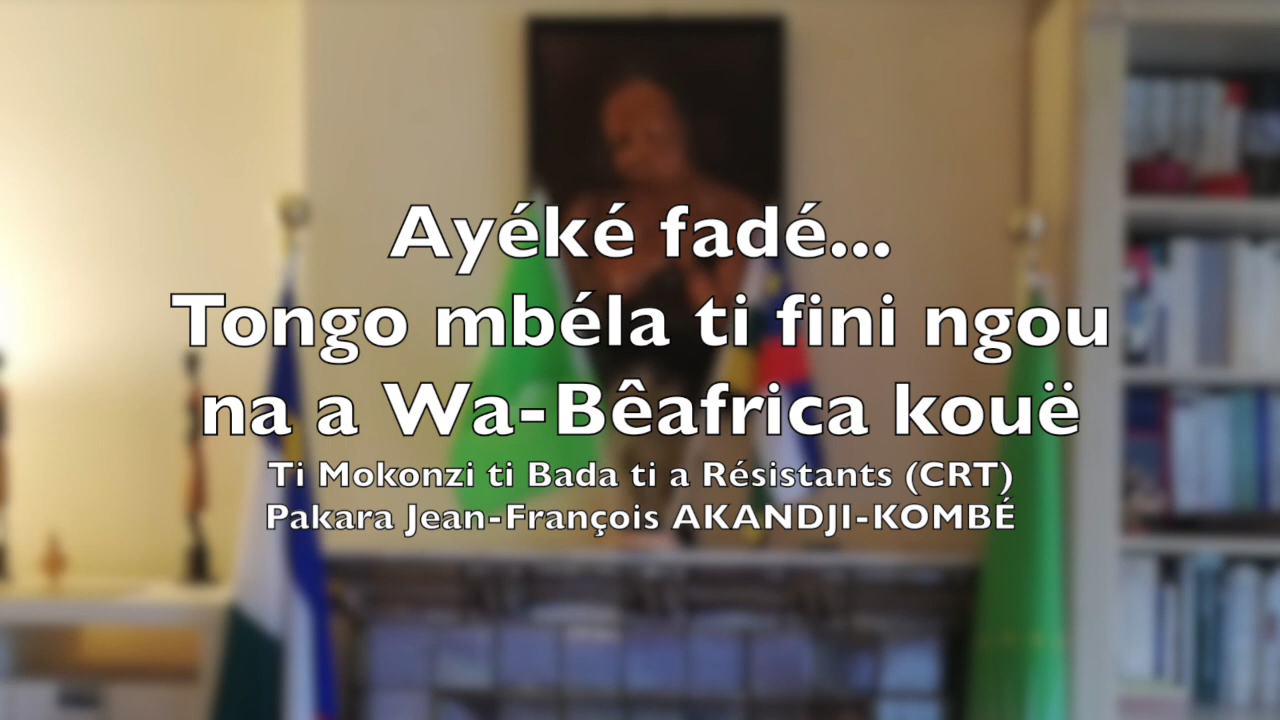 Ayéké fadé...
Tongo mbéla ti fini ngou
na a Wa-Bêafrica kouë
Ti Mokonzi ti Bada ti a Résistants (CRT)
Pakara Jean-François AKANDJI-KOMBÉ